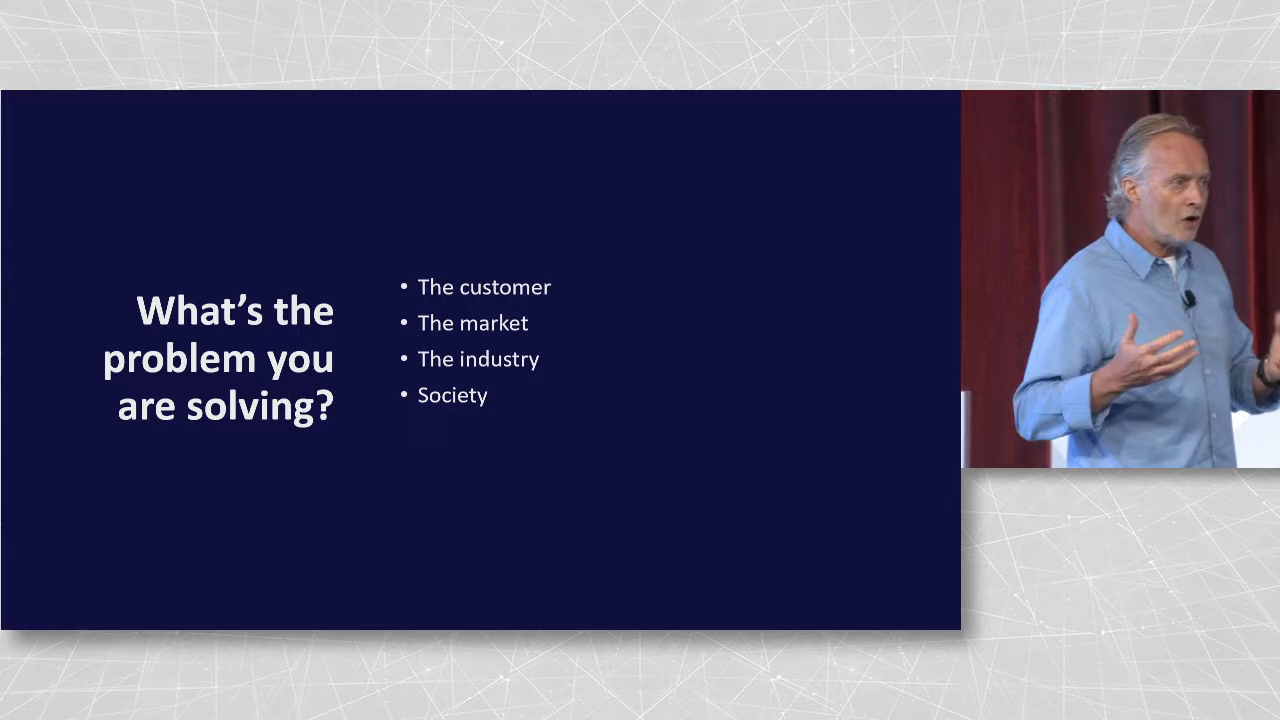 What’s the
problem you
are solving?
• The customer
• The market
• The industry
• Society